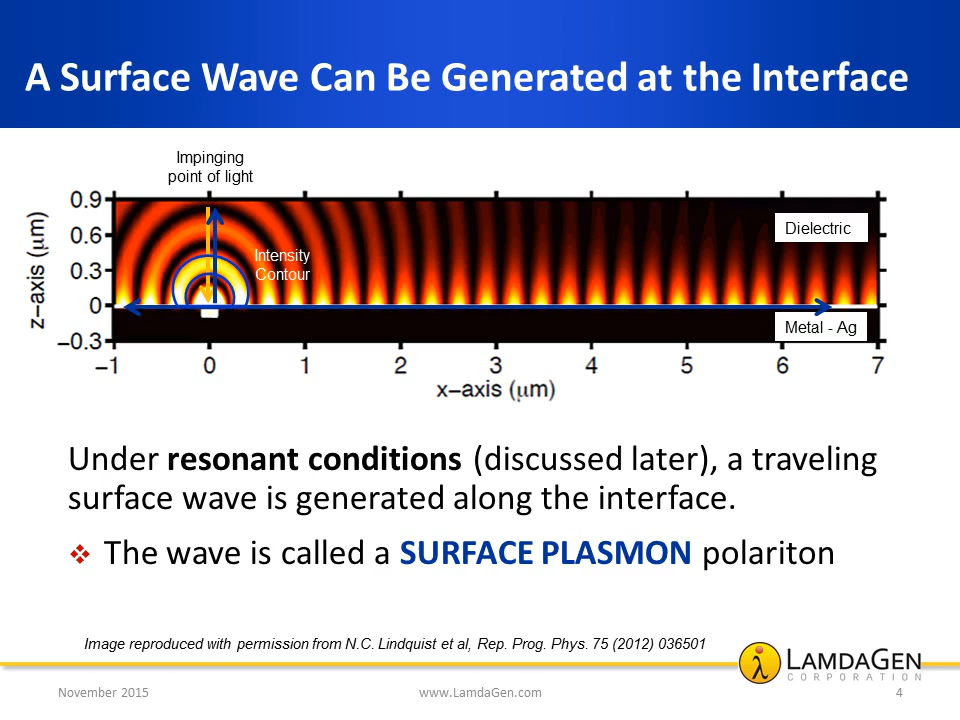 A Surface Wave Can Be Generated at the Interface
Impinging
point of light
0.9
0.6
0.3
0
−0.3
z−axis (μm)
Intensity
Contour
Dielectric
Metal - Ag
−1 0 1 2 3 4 5 6 7
x−axis (μm)
Under resonant conditions (discussed later), a traveling
surface wave is generated along the interface.
❖ The wave is called a SURFACE PLASMON polariton
Image reproduced with permission from N.C. Lindquist et al, Rep. Prog. Phys. 75 (2012) 036501
λ LAMDAGEN
CORPORATION
November 2015 www.LamdaGen.com 4